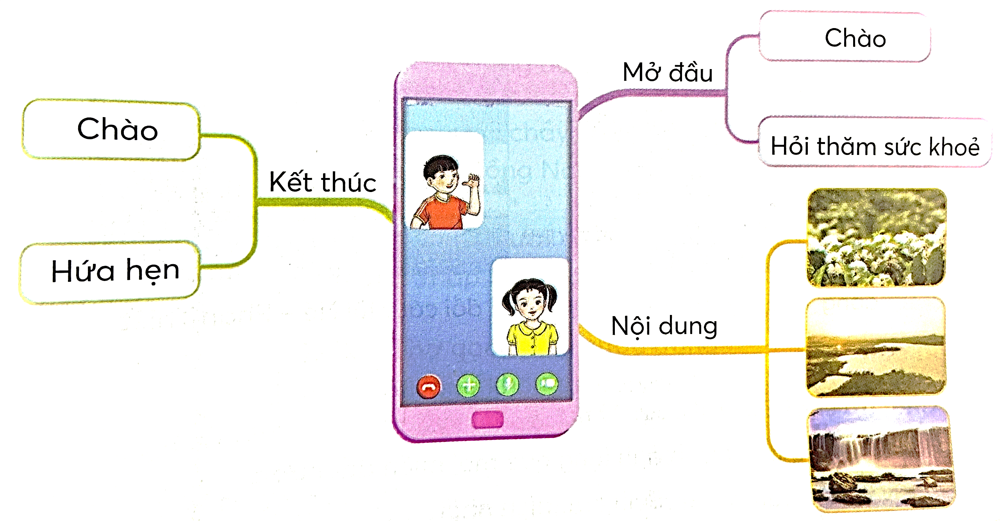 Mở đầu
Chào
Hỏi thăm sức khoẻ
Nội dung
Kết thúc
Chào
Hứa hẹn